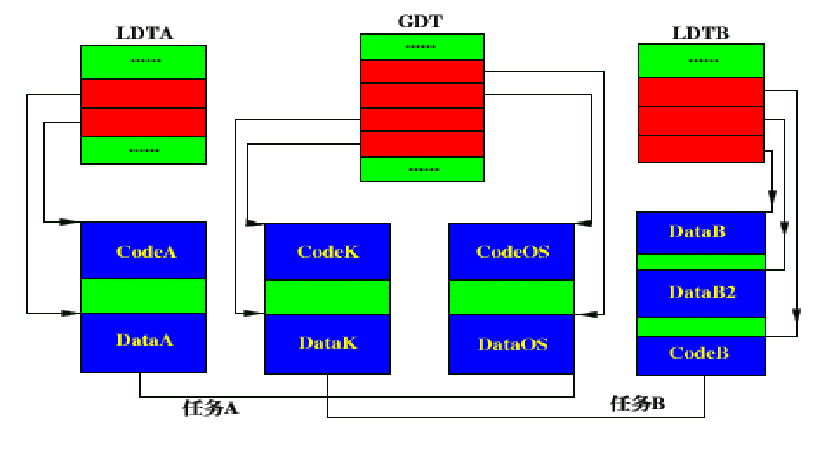 LDTA
GDT
LDTB
......
......
......
......
......
CodeA
CodeK
CodeOS
DataB
DataB2
DataA
DataK
DataOS
CodeB
任务A
任务B